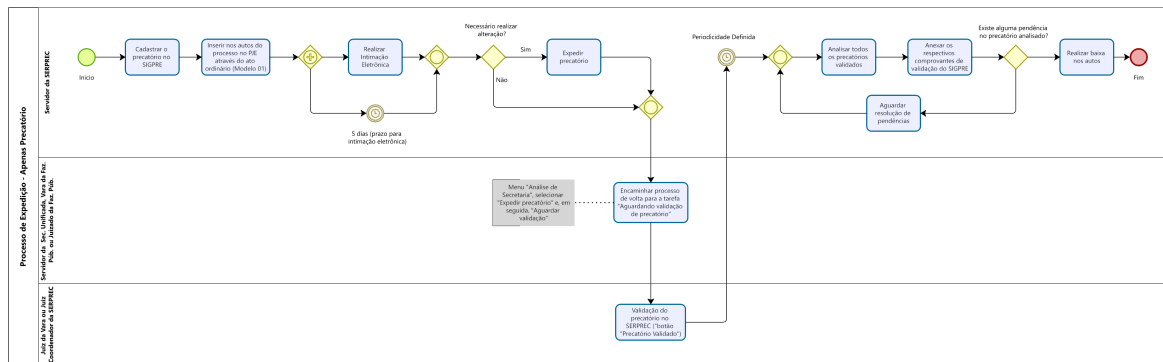 Processo de Expedição - Apenas Precatório
Servidor da SERPREC
Início
Cadastrar o
precatório no
SIGPRE
Inserir nos autos do
processo no PJE
através do ato
ordinário (Modelo 01)
Realizar
Intimação
Eletrônica
5 dias (prazo para
intimação eletrônica)
Necessário realizar
alteração?
Sim
Não
Expedir
precatório
Periodicidade Definida
Analisar todos
os precatórios
validados
Anexar os
respectivos
comprovantes de
validação do SIGPRE
Existe alguma pendência
no precatório analisado?
Realizar baixa
nos autos
Fim
Aguardar
resolução de
pendências
Servidor da Sec. Unificada, Vara da Faz.
Púb. ou Juizado da Faz. Púb.
Menu "Análise de
Secretaria", selecionar
"Expedir precatório" e, em
seguida, "Aguardar
validação"
Encaminhar processo
de volta para a tarefa
"Aguardando validação
de precatório"
Juiz da Vara ou Juiz
Coordenador da SERPREC
Validação do
precatório no
SERPREC ("botão
"Precatório Validado")